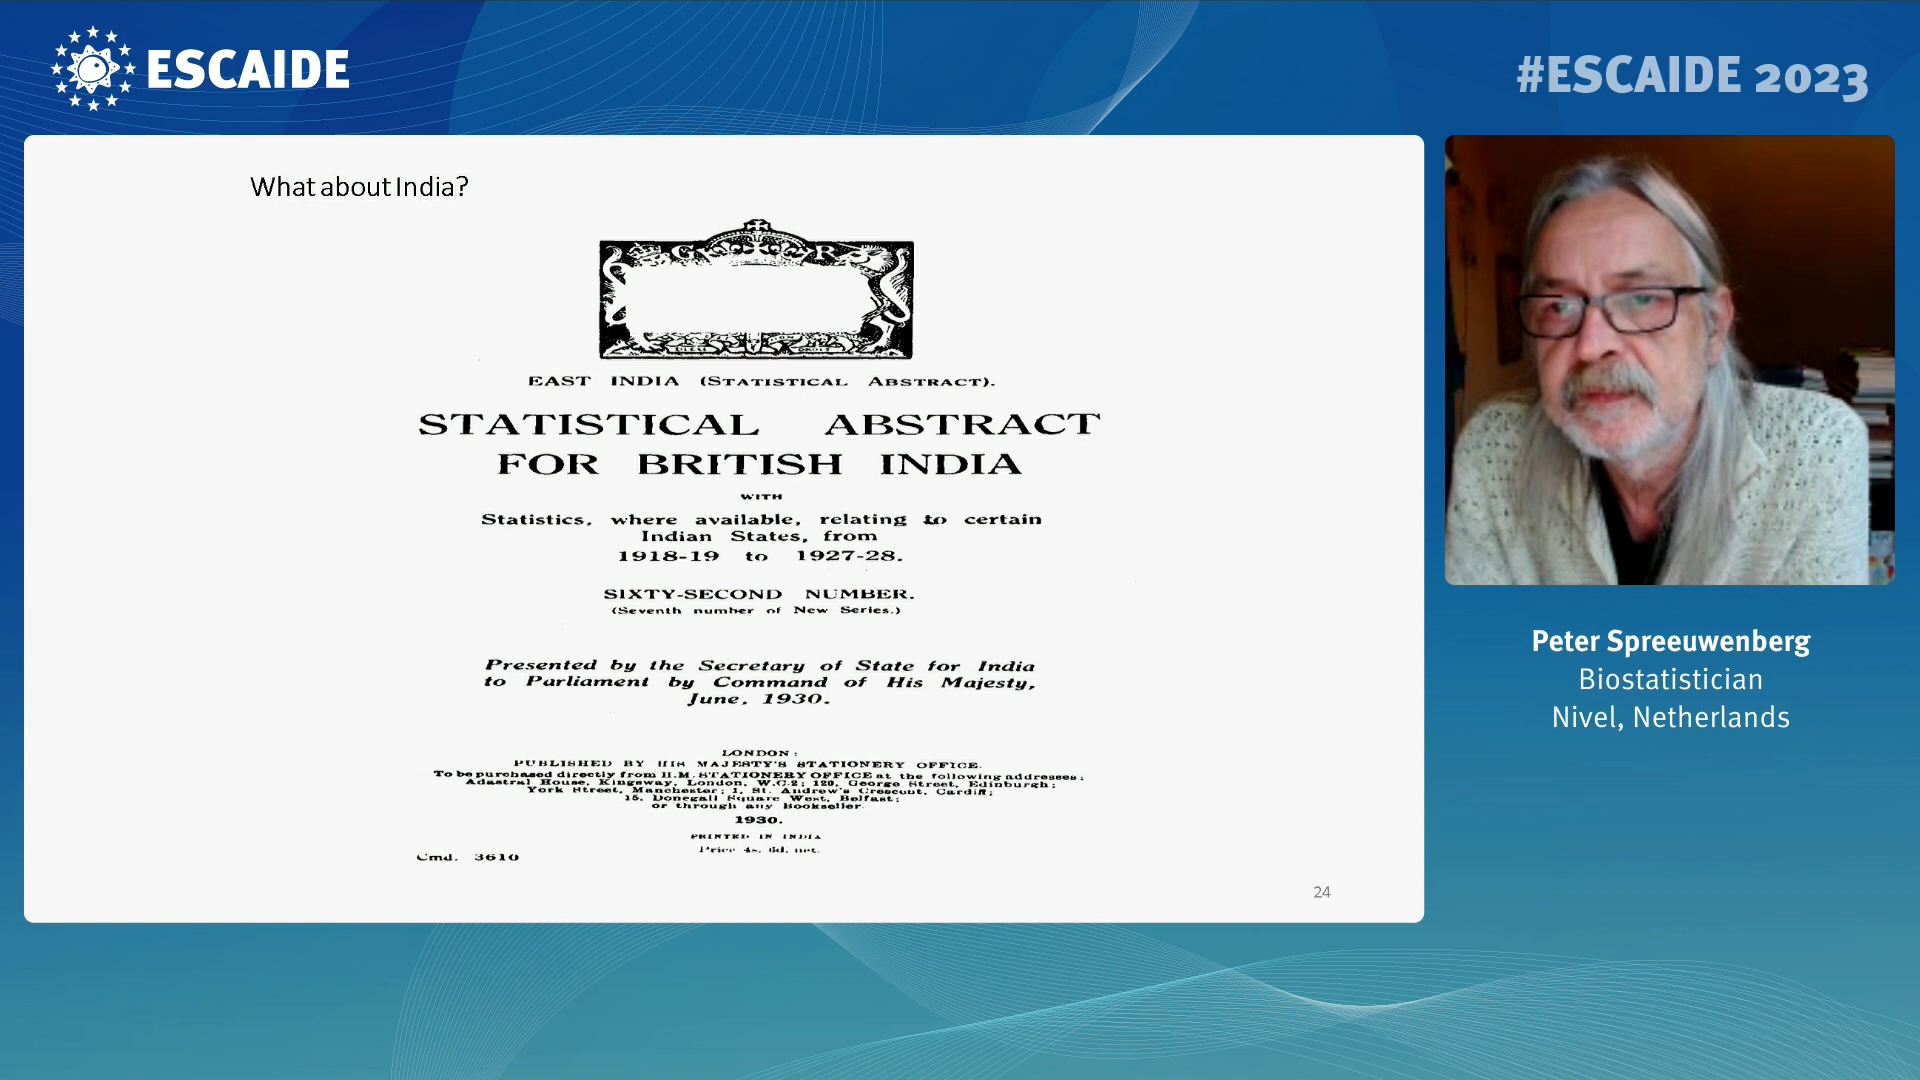 ESCAIDE
#ESCAIDE 2023
What about India?
G R
EAST INDIA (STATISTICAL ABSTRACT).
STATISTICAL ABSTRACT
FOR BRITISH INDIA
WITH
Statistics, where available, relating to certain
Indian States, from
1918-19 to 1927-28.
SIXTY-SECOND NUMBER.
(Seventh number of New Series.)
Presented by the Secretary of State for India
to Parliament by Command of His Majesty,
June, 1930.
LONDON:
PUBLISHED BY HIS MAJESTY'S STATIONERY OFFICE.
To be purchased directly from H.M. STATIONERY OFFICE at the following addresses:
Adastral House, Kingsway, London, W.C.2; 120, George Street, Edinburgh;
York Street, Manchester; 1, St. Andrew's Crescent, Cardiff;
15, Donegall Square West, Belfast;
or through any Bookseller.
1930.
PRINTED IN INDIA
Price 4s. 6d. net.
Cmd. 3610
24
Peter Spreeuwenberg
Biostatistician
Nivel, Netherlands